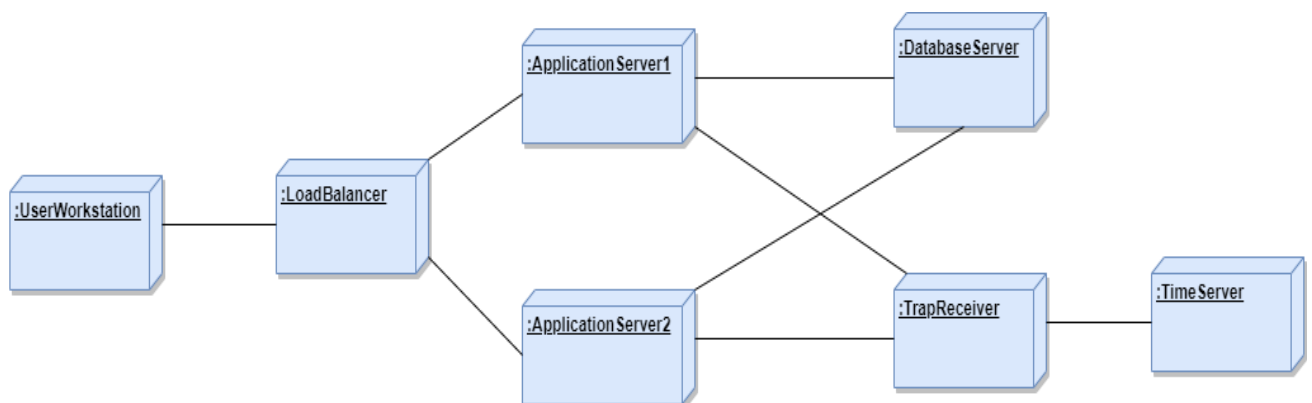 :UserWorkstation
:LoadBalancer
:ApplicationServer1
:ApplicationServer2
:DatabaseServer
:TrapReceiver
:TimeServer